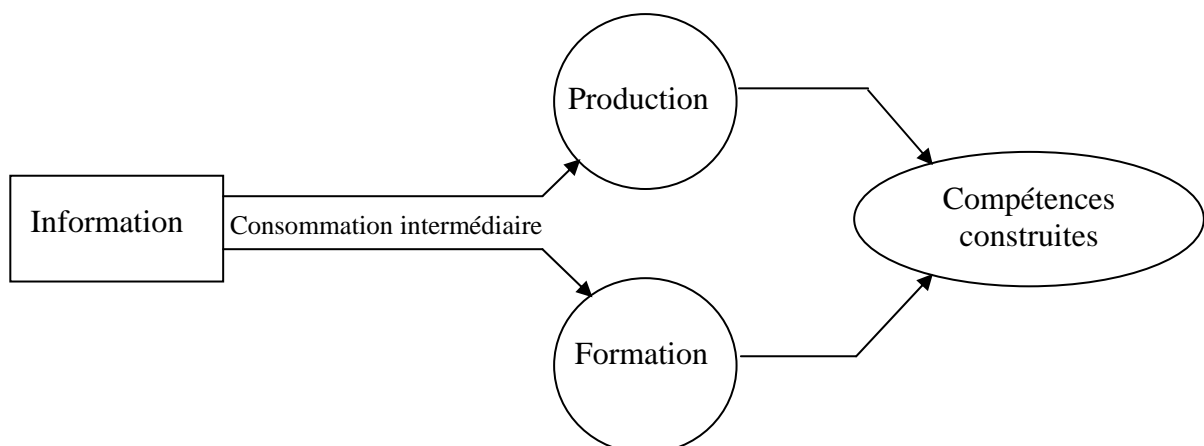 Production
Information
Consommation intermédiaire
Compétences
construites
Formation